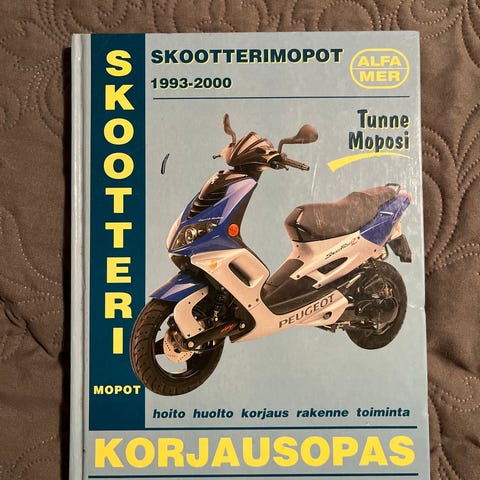 SKOOTTERI
MOPOT
SKOOTTERIMOPOT
1993-2000
ALFA
MER
Tunne
Moposi
PEUGEOT
hoito huolto korjaus rakenne toiminta
KORJAUSOPAS